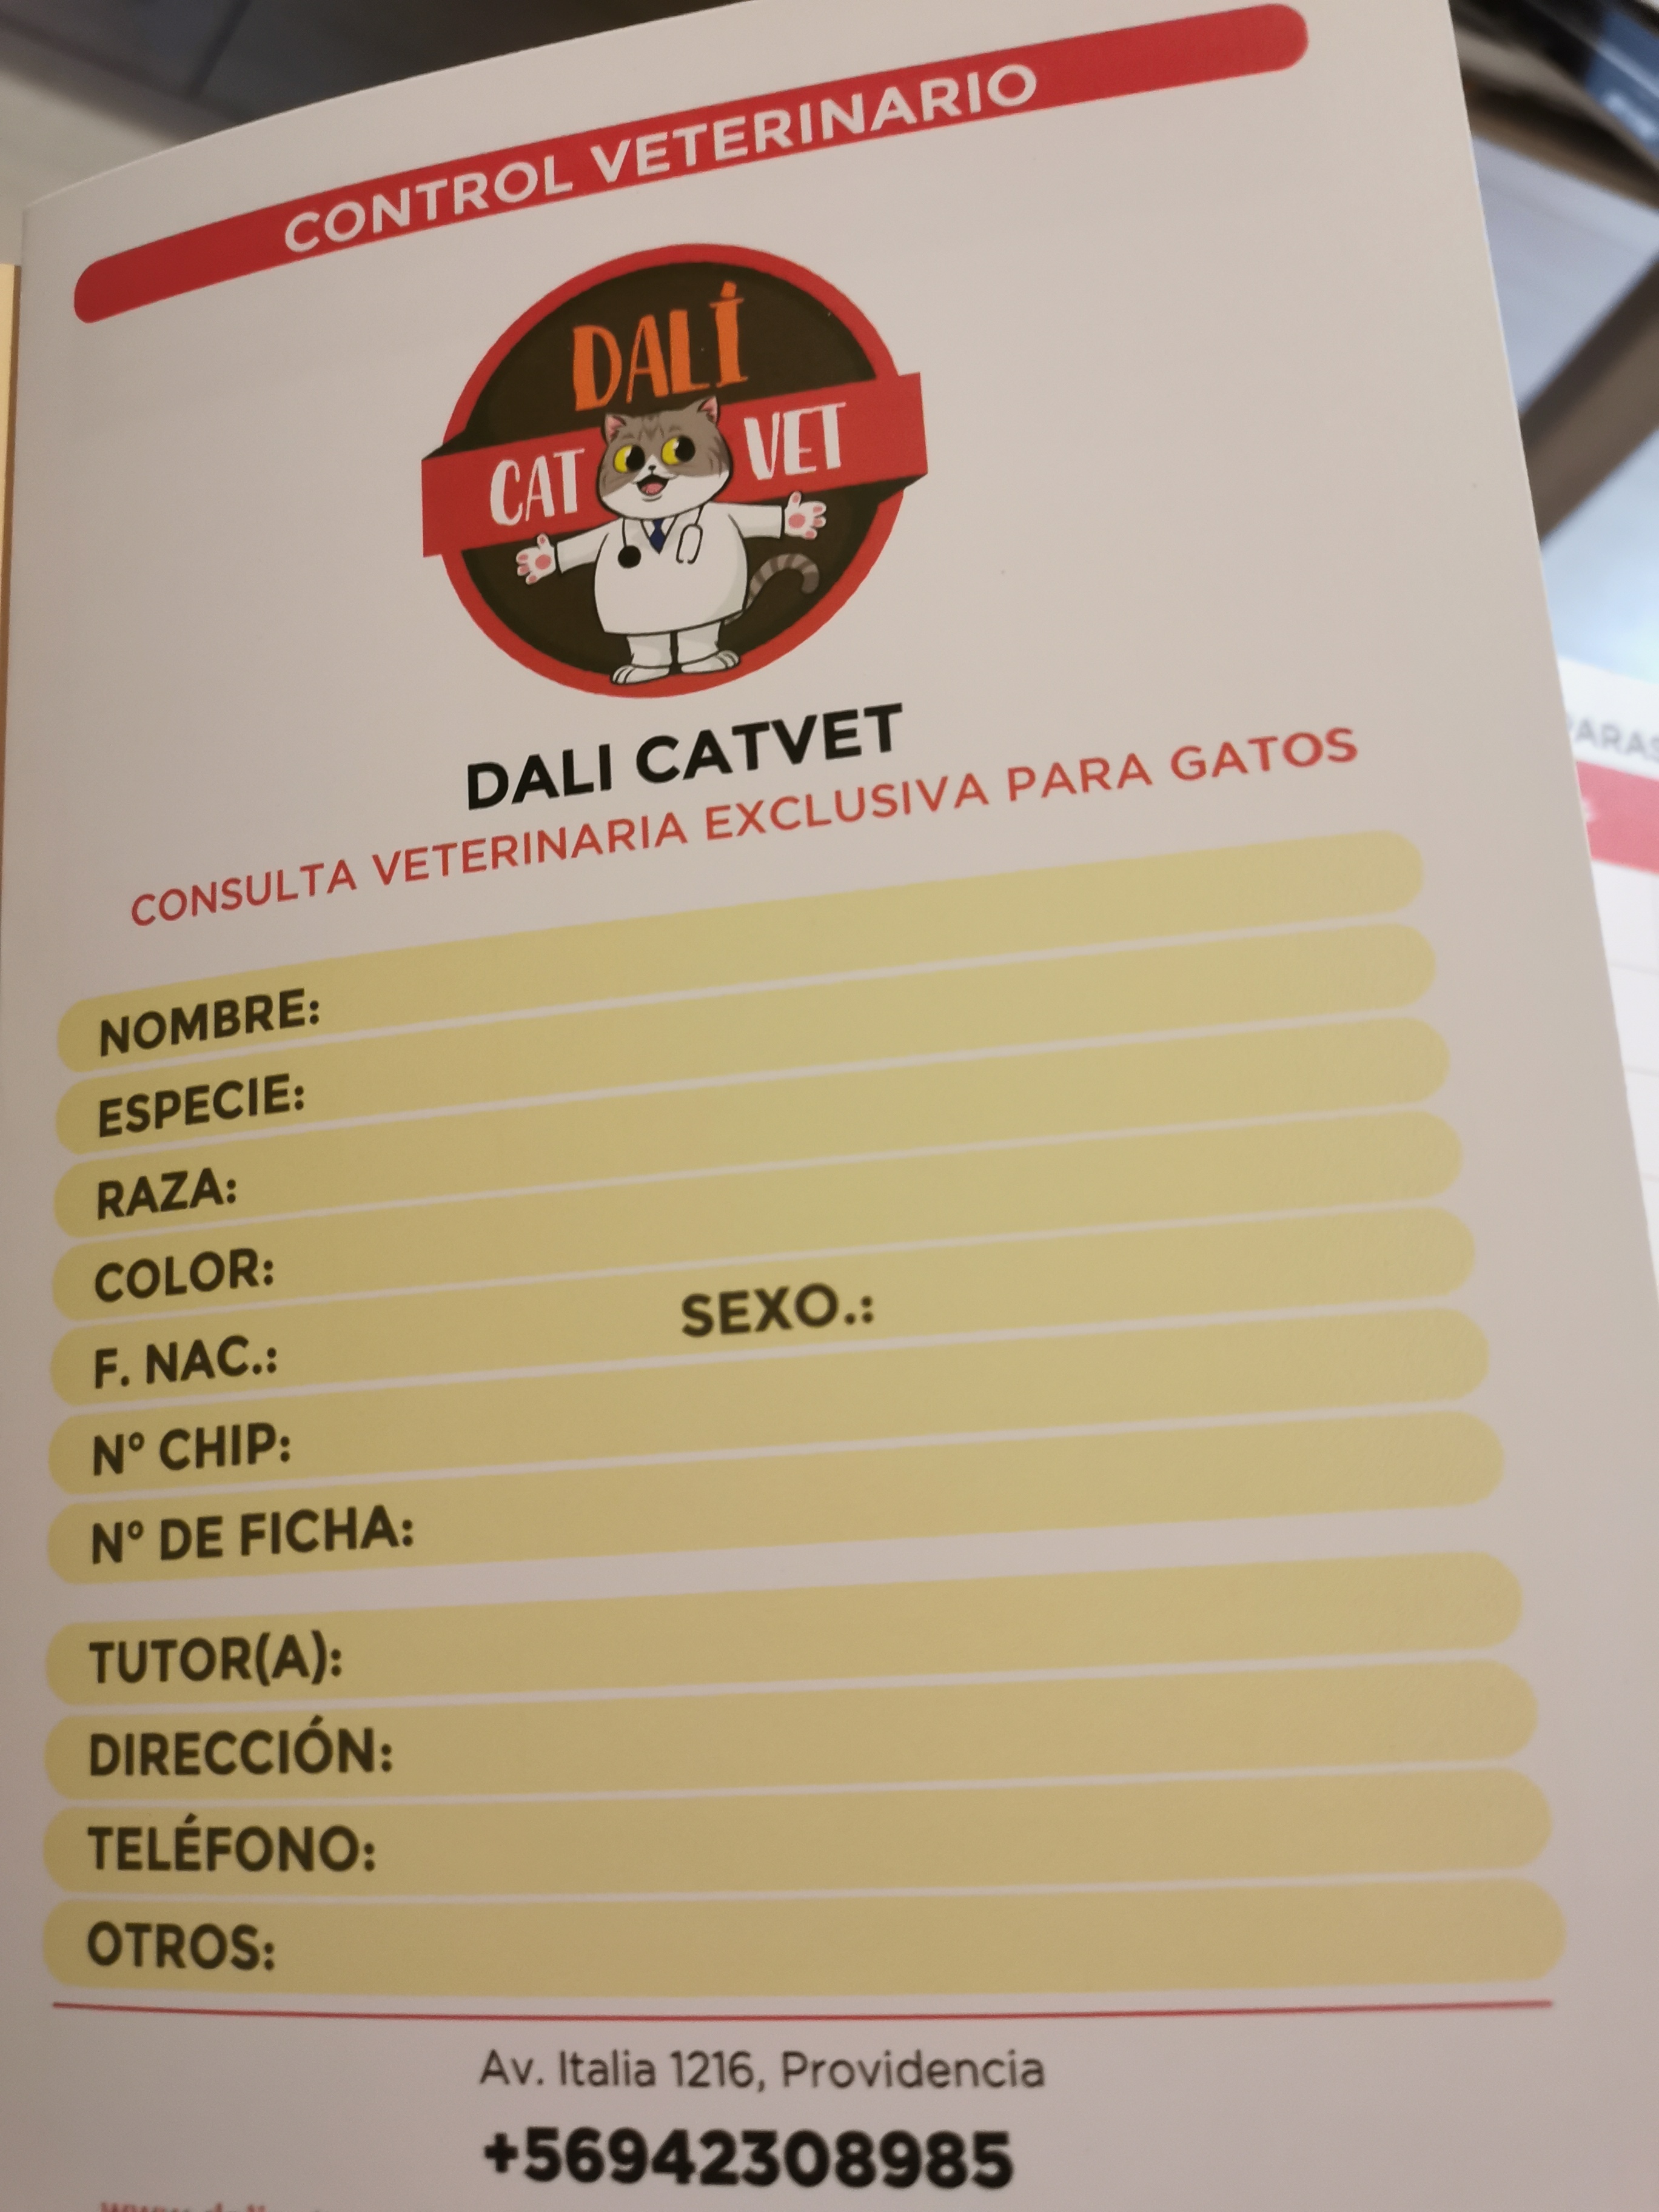 CONTROL VETERINARIO
DALÍ
CAT VET
DALI CATVET
CONSULTA VETERINARIA EXCLUSIVA PARA GATOS
NOMBRE:
ESPECIE:
RAZA:
COLOR:
F. NAC.: SEXO.:
Nº CHIP:
Nº DE FICHA:
TUTOR(A):
DIRECCIÓN:
TELÉFONO:
OTROS:
Av. Italia 1216, Providencia
+56942308985